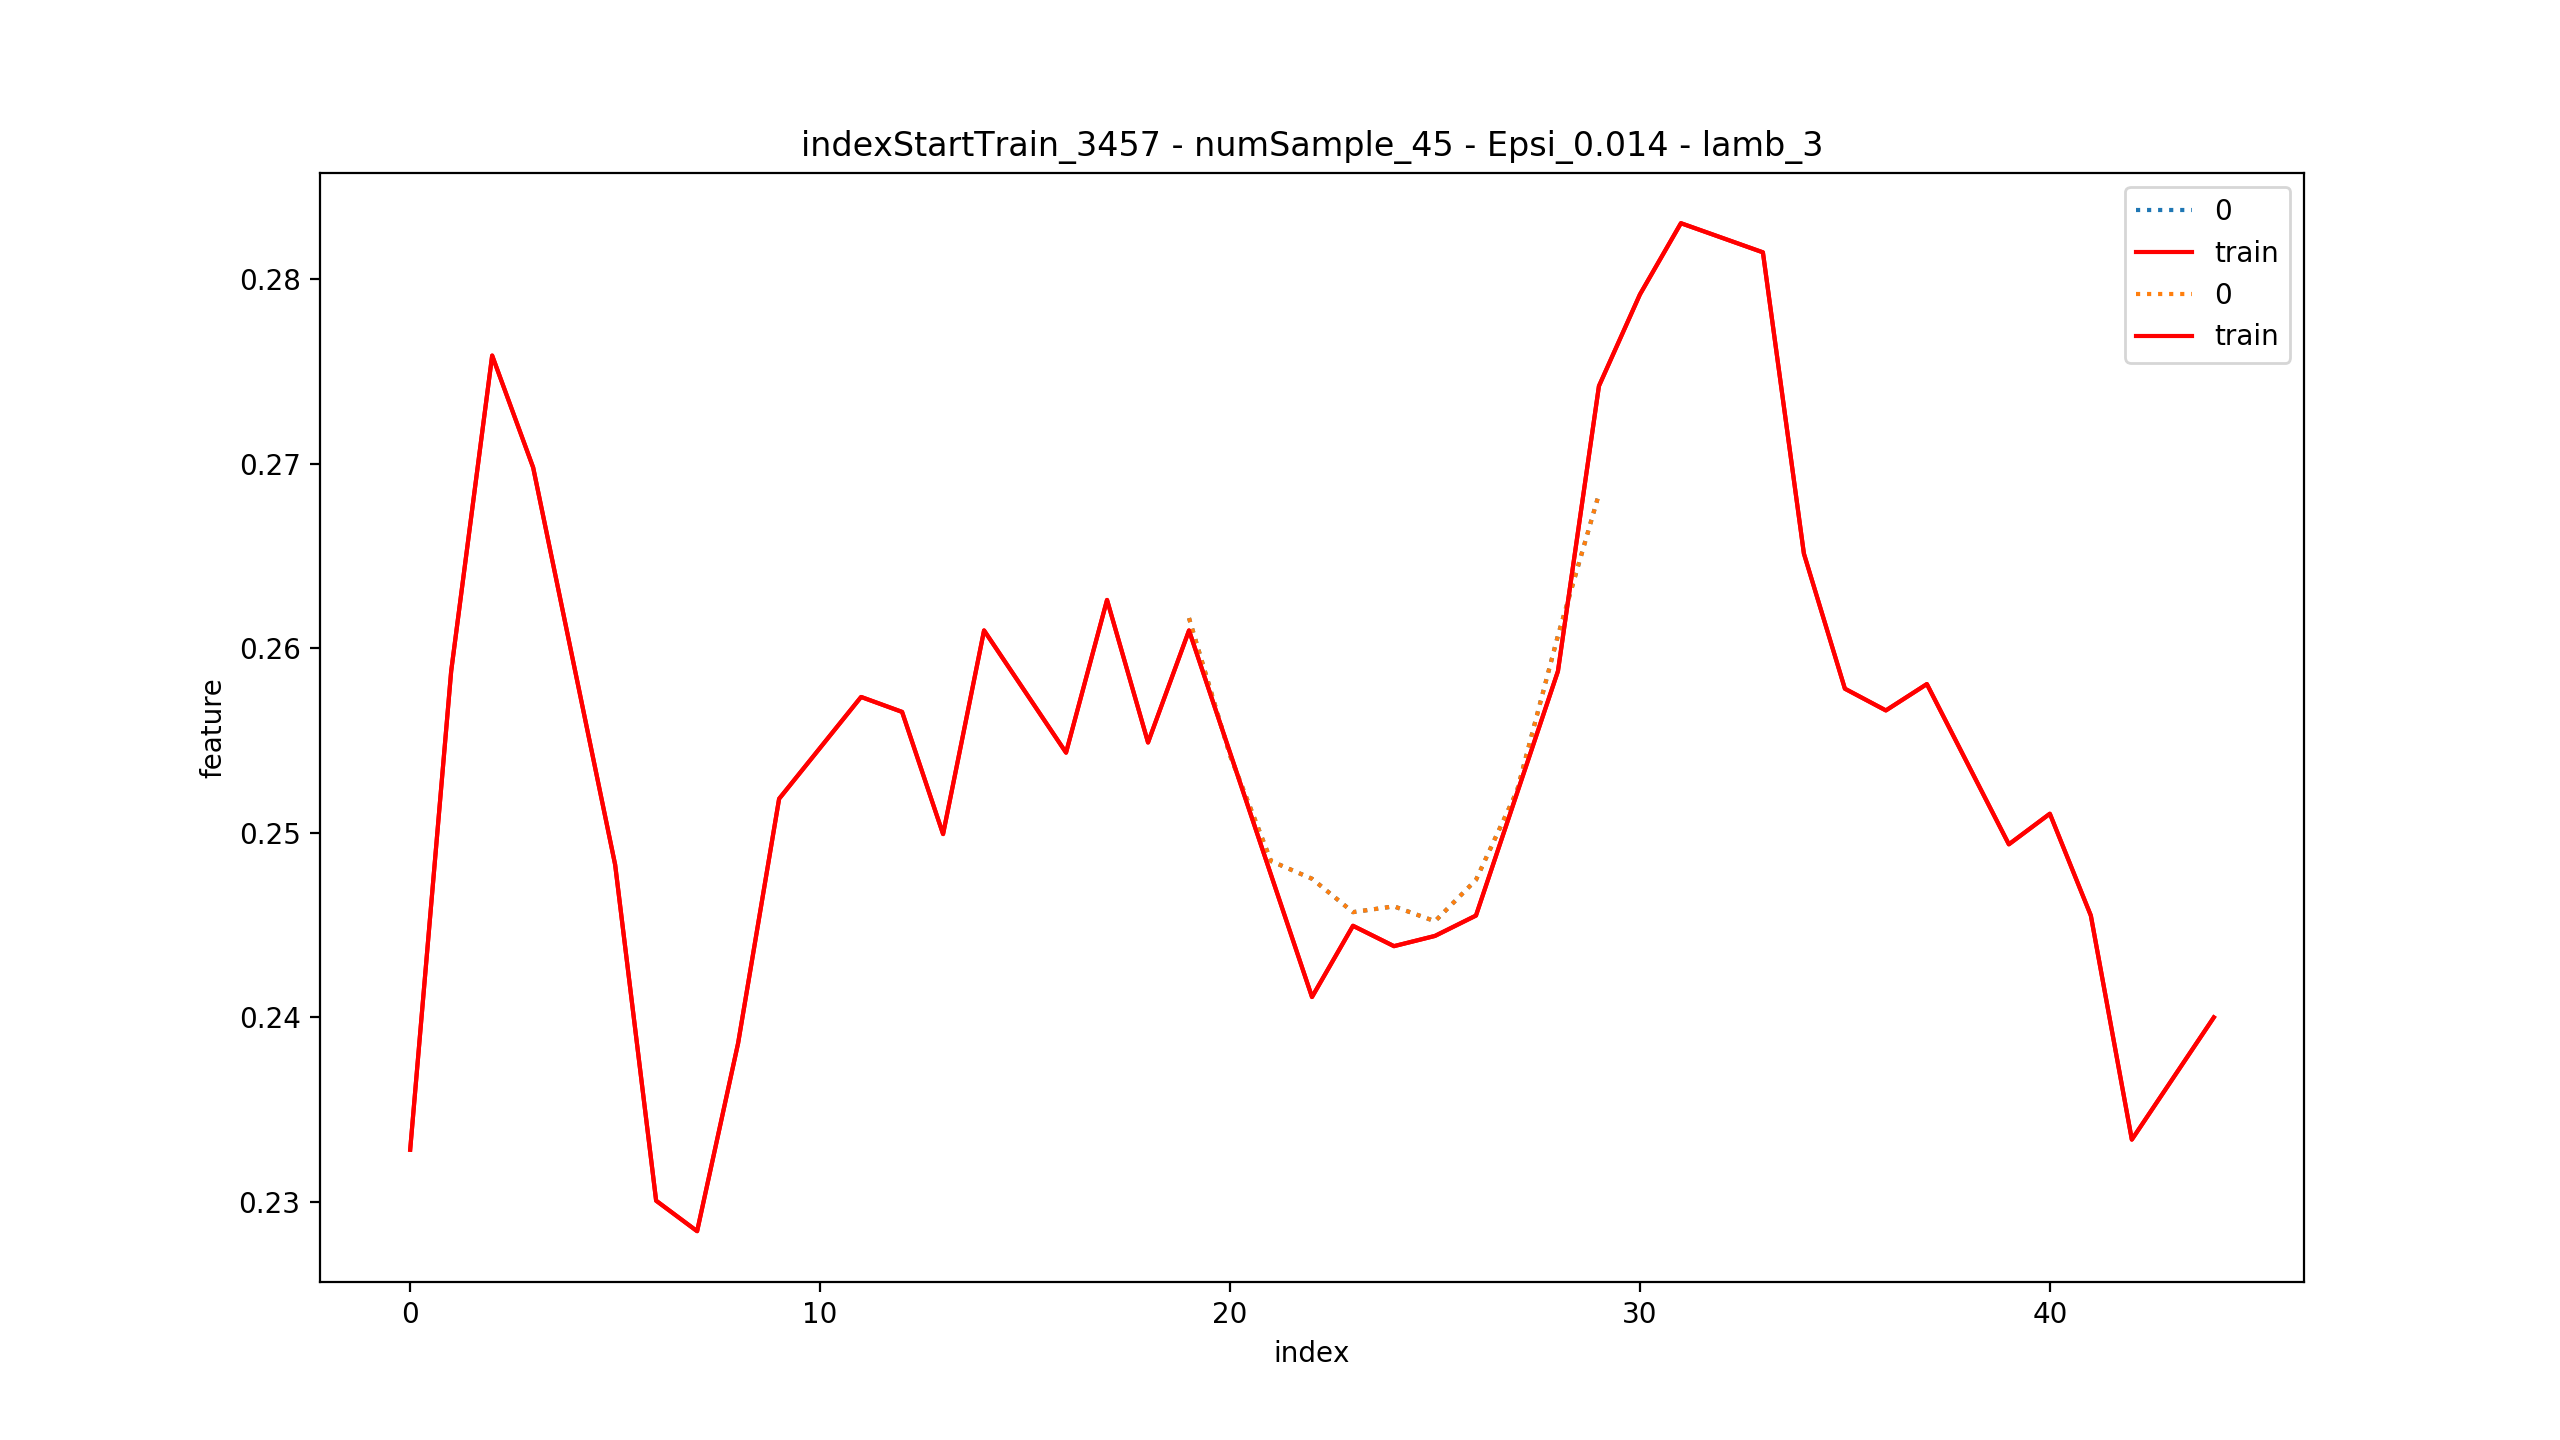 indexStartTrain_3457 - numSample_45 - Epsi_0.014 - lamb_3
0
train
0
train
0.28
0.27
0.26
0.25
0.24
0.23
feature
0 10 20 30 40
index